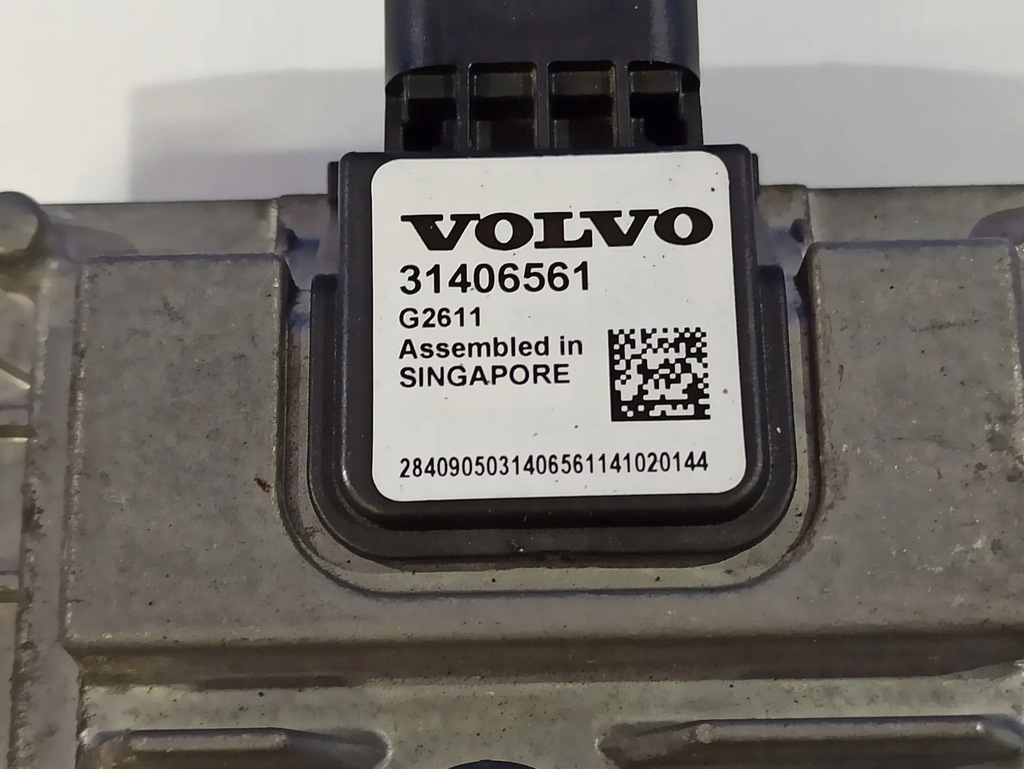 VOLVO
31406561
G2611
Assembled in
SINGAPORE
2840905031406561141020144